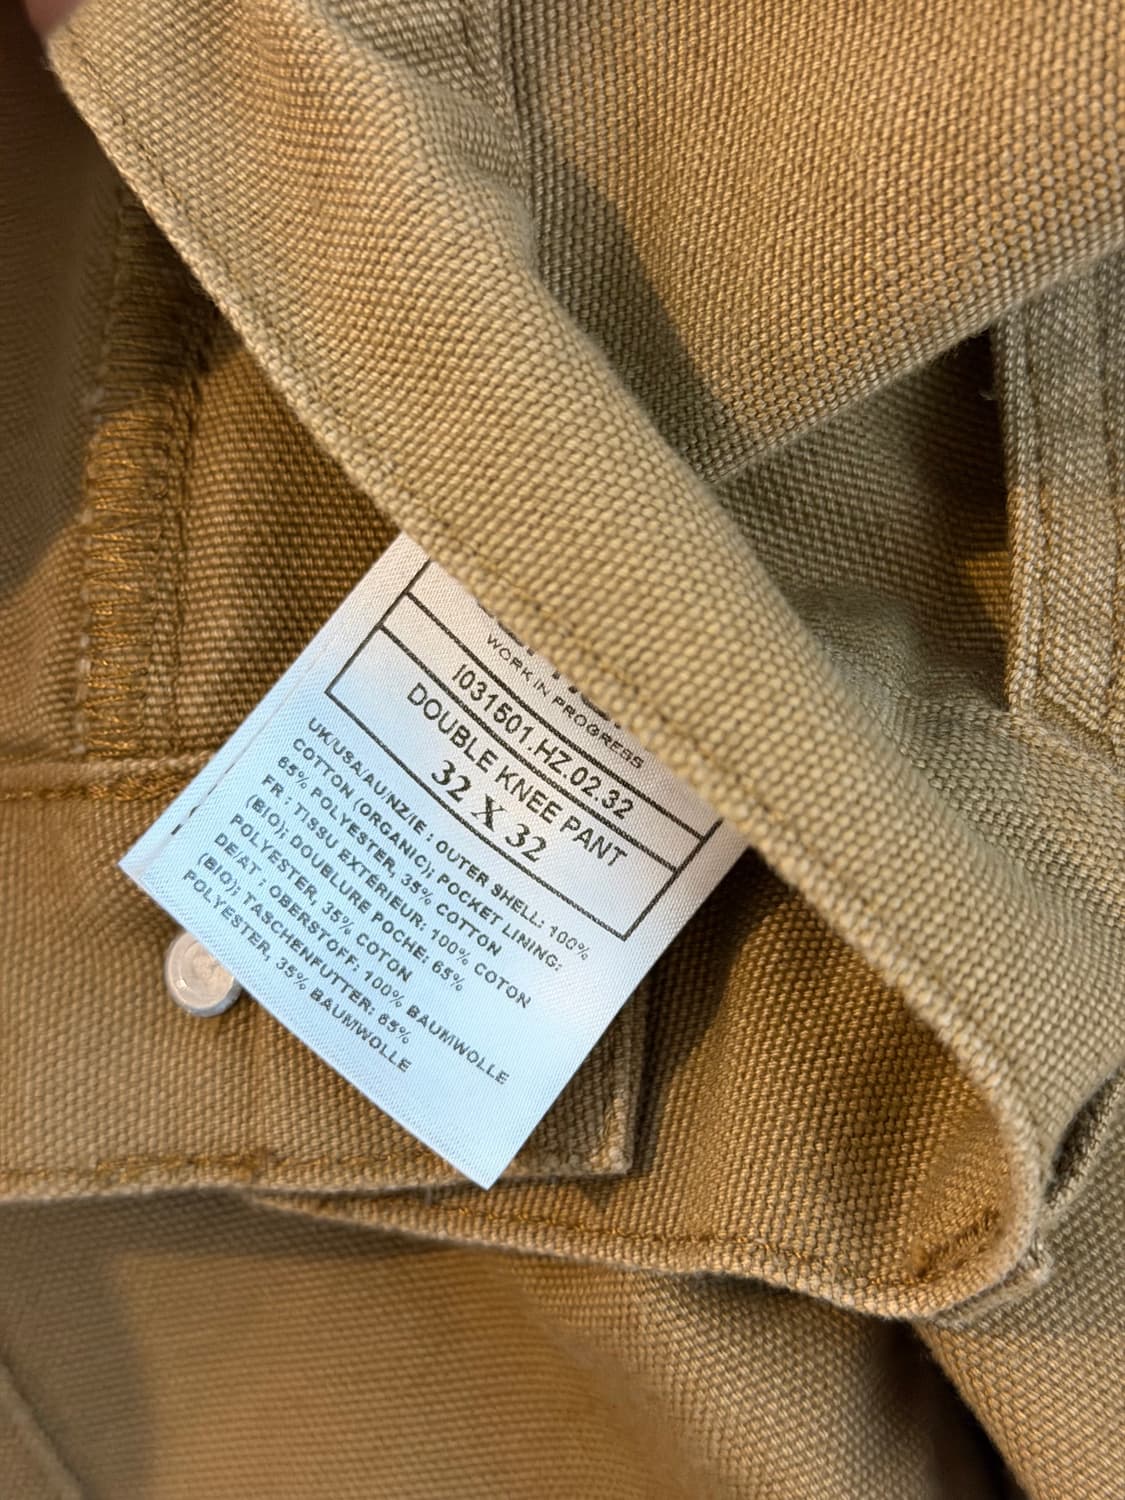 WORK IN PROGRESS
I031501.HZ.02.32
DOUBLE KNEE PANT
32 X 32
UK/USA/AU/NZ/IE : OUTER SHELL: 100%
COTTON (ORGANIC); POCKET LINING:
65% POLYESTER, 35% COTTON
FR : TISSU EXTÉRIEUR: 100% COTON
(BIO); DOUBLURE POCHE: 65%
POLYESTER, 35% COTON
DE/AT : OBERSTOFF: 100% BAUMWOLLE
(BIO); TASCHENFUTTER: 65%
POLYESTER, 35% BAUMWOLLE